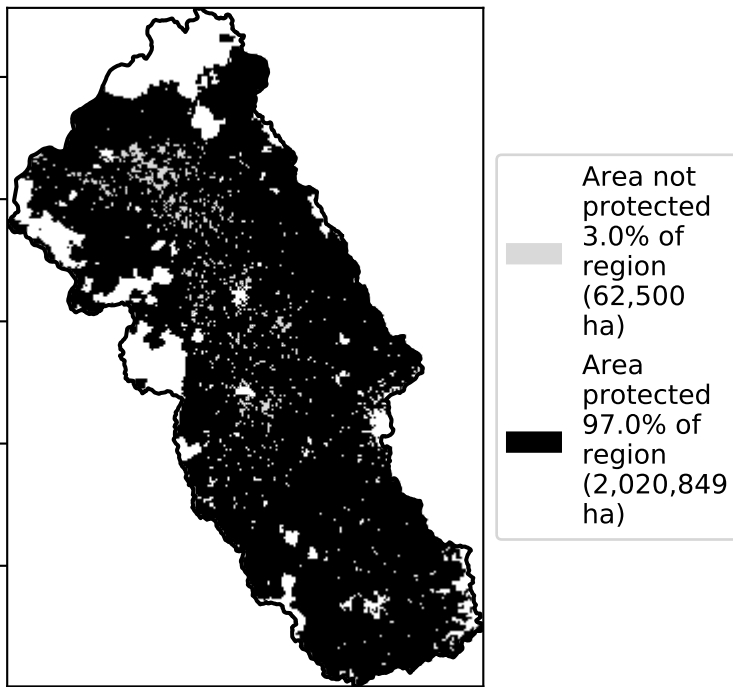 Area not
protected
3.0% of
region
(62,500
ha)
Area
protected
97.0% of
region
(2,020,849
ha)